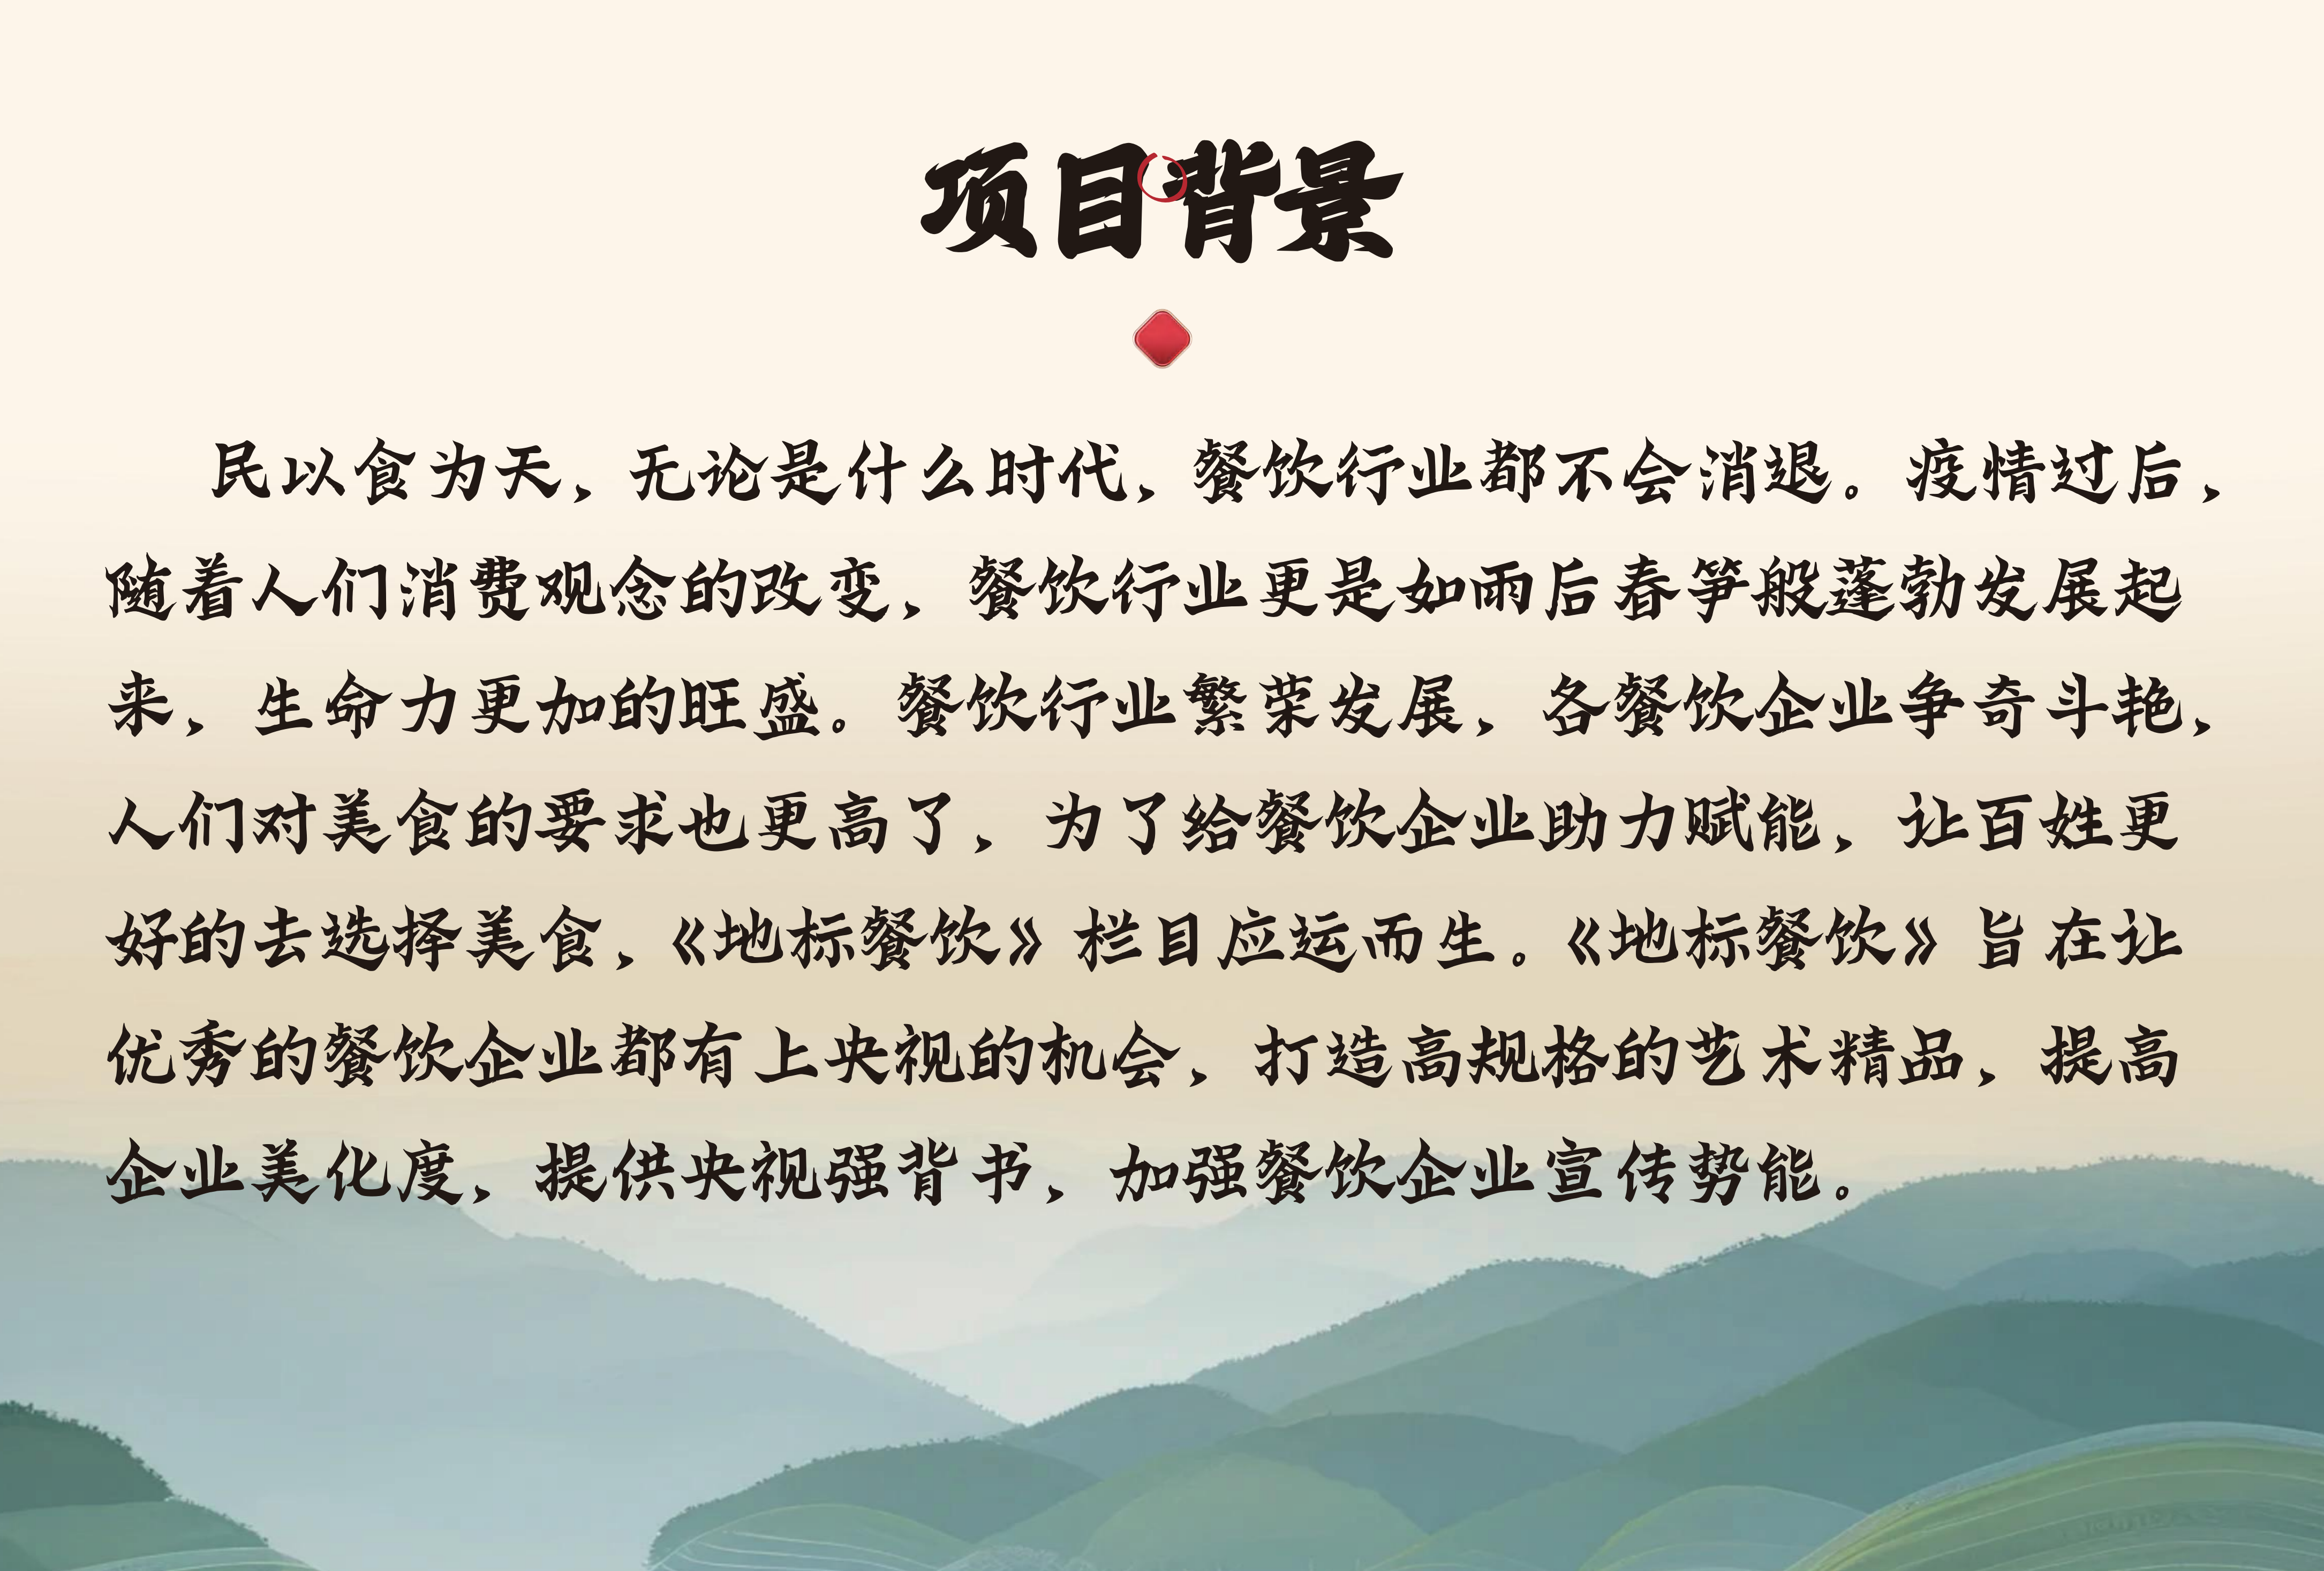 项目背景
民以食为天，无论是什么时代，餐饮行业都不会消退。疫情过后，
随着人们消费观念的改变，餐饮行业更是如雨后春笋般蓬勃发展起
来，生命力更加的旺盛。餐饮行业繁荣发展，各餐饮企业争奇斗艳，
人们对美食的要求也更高了，为了给餐饮企业助力赋能，让百姓更
好的去选择美食，《地标餐饮》栏目应运而生。《地标餐饮》旨在让
优秀的餐饮企业都有上央视的机会，打造高规格的艺术精品，提高
企业美化度，提供央视强背书，加强餐饮企业宣传势能。